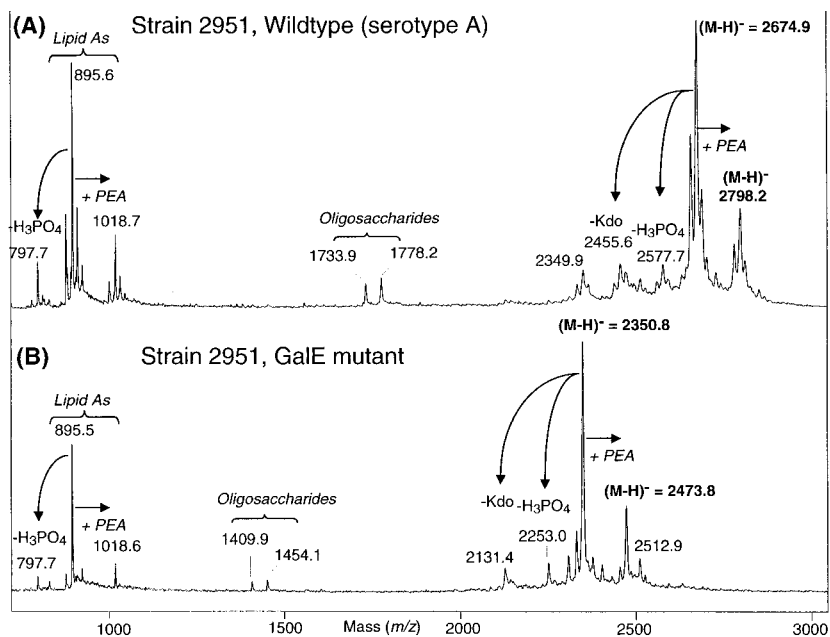 (A) Strain 2951, Wildtype (serotype A)
(M-H)⁻ = 2674.9
Lipid As
895.6
+ PEA
-H₃PO₄
797.7
1018.7
Oligosaccharides
1733.9
1778.2
2349.9
-Kdo
2455.6
-H₃PO₄
2577.7
+ PEA
(M-H)⁻
2798.2
(B) Strain 2951, GalE mutant
(M-H)⁻ = 2350.8
Lipid As
895.5
+ PEA
-H₃PO₄
797.7
1018.6
Oligosaccharides
1409.9
1454.1
-Kdo
2131.4
-H₃PO₄
2253.0
+ PEA
(M-H)⁻ = 2473.8
2512.9
1000 1500 2000 2500 3000
Mass (m/z)